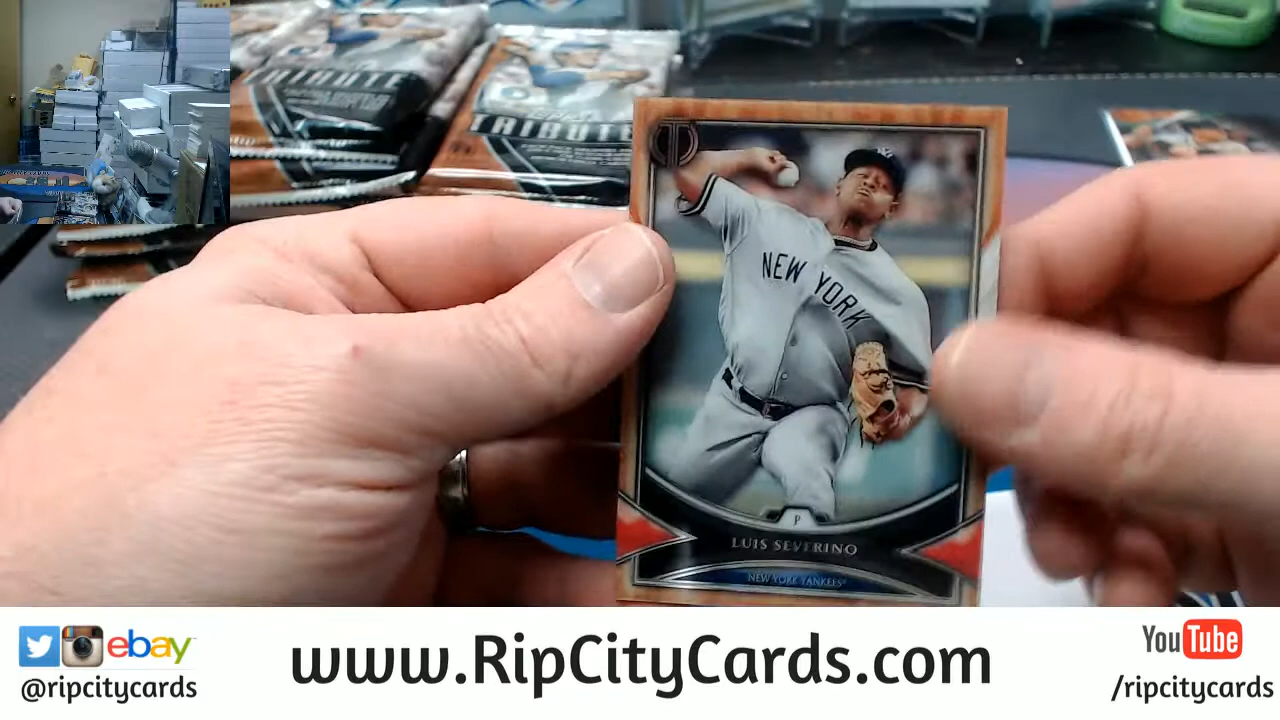 TRIBUTE
TRIBUTE
NEW YORK
P
LUIS SEVERINO
NEW YORK YANKEES
ebay
@ripcitycards
www.RipCityCards.com
YouTube
/ripcitycards